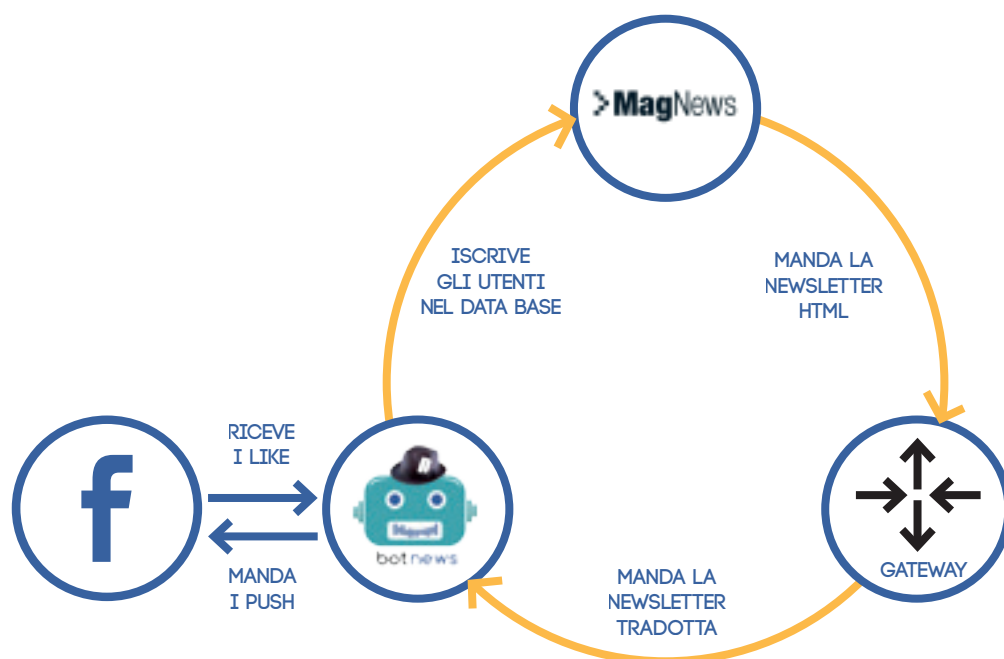 >MagNews
ISCRIVE
GLI UTENTI
NEL DATA BASE
MANDA LA
NEWSLETTER
HTML
RICEVE
I LIKE
f
botnews
MANDA
I PUSH
GATEWAY
MANDA LA
NEWSLETTER
TRADOTTA